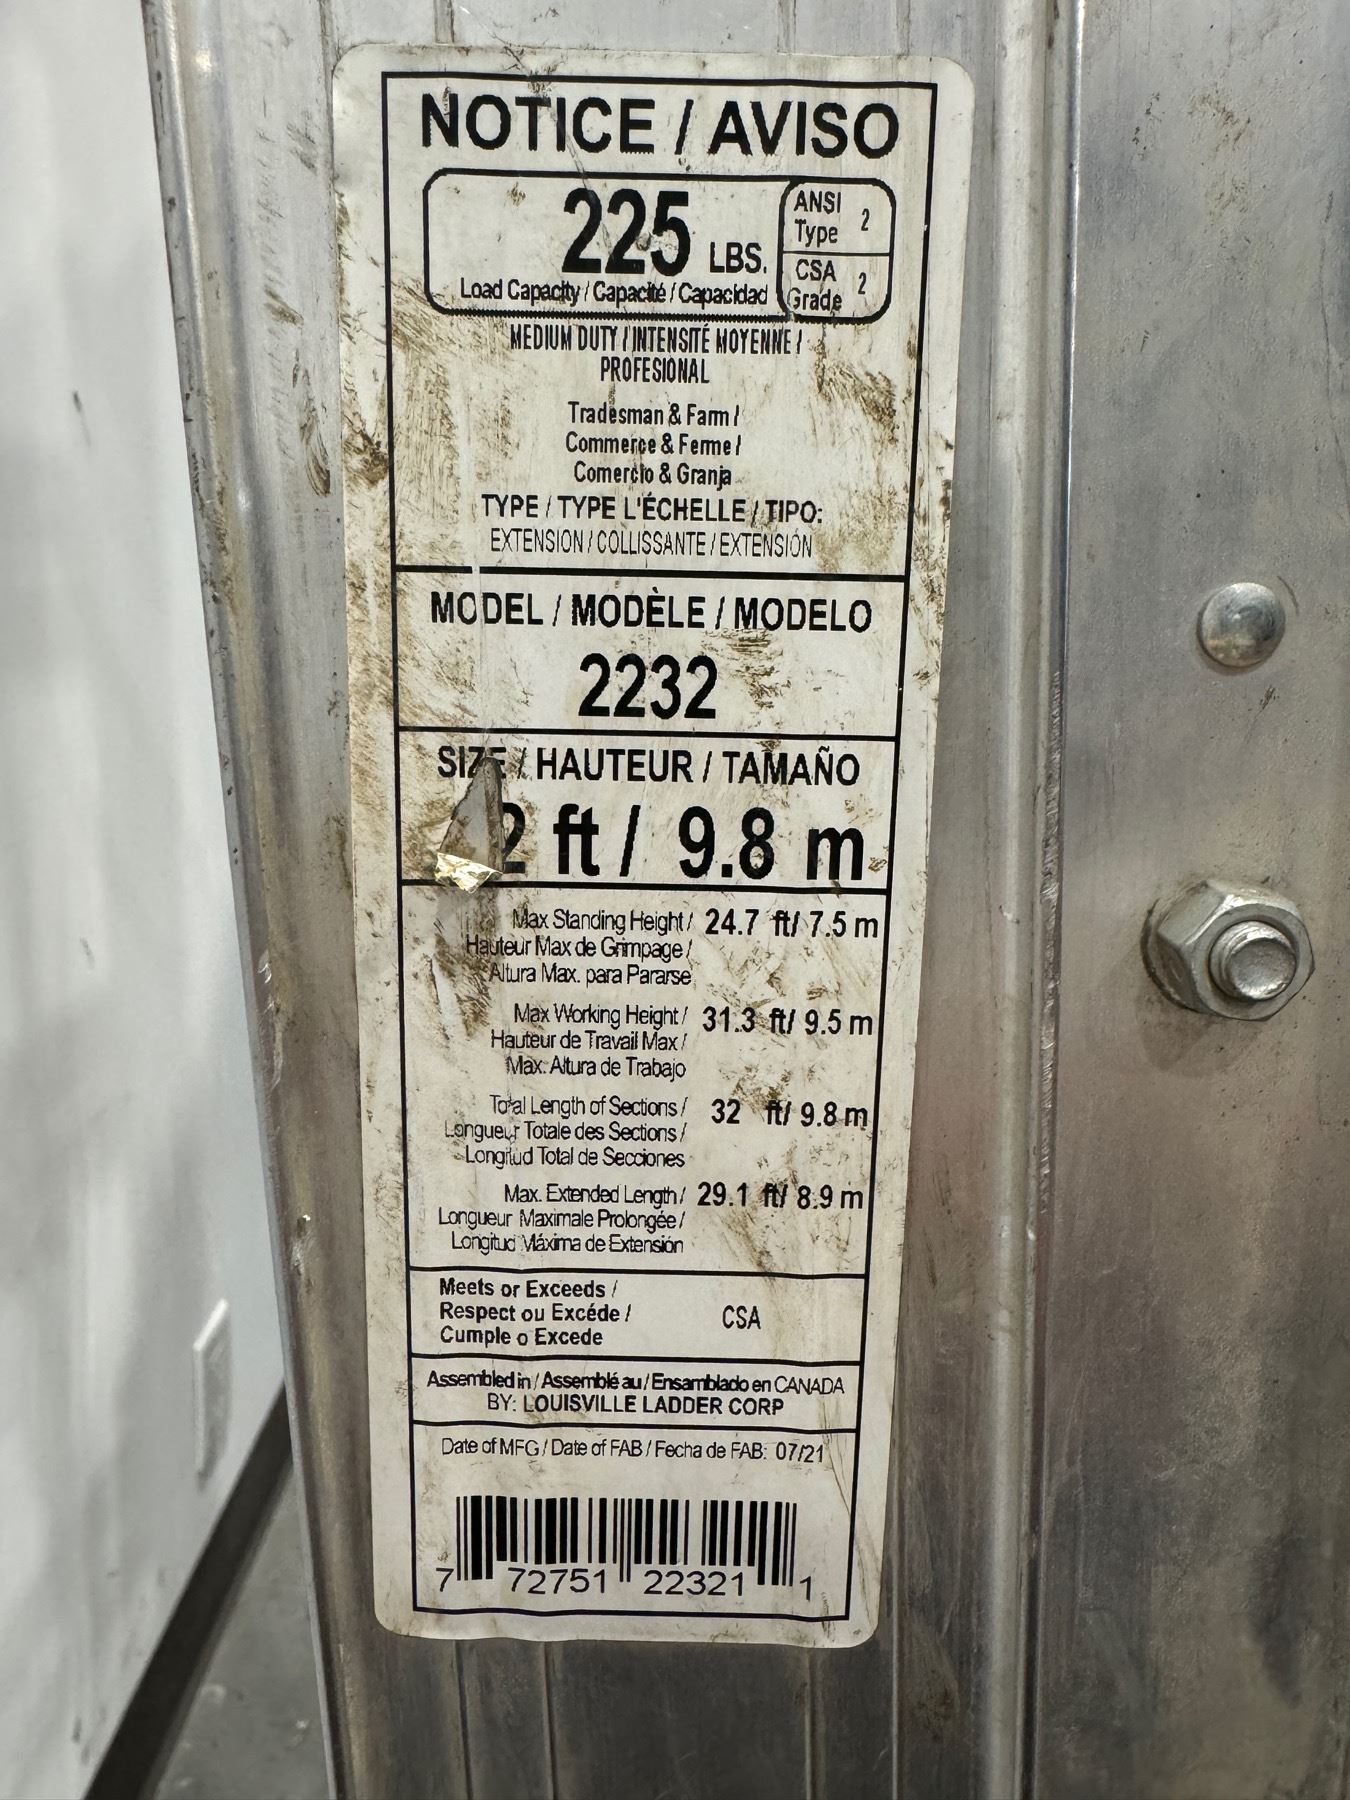 NOTICE / AVISO
225 LBS.
Load Capacity / Capacité / Capacidad
ANSI Type 2
CSA Grade 2
MEDIUM DUTY / INTENSITÉ MOYENNE /
PROFESIONAL
Tradesman & Farm /
Commerce & Ferme /
Comercio & Granja
TYPE / TYPE L'ÉCHELLE / TIPO:
EXTENSION / COLLISSANTE / EXTENSIÓN
MODEL / MODÈLE / MODELO
2232
SIZE / HAUTEUR / TAMAÑO
2 ft / 9.8 m
Max Standing Height / 24.7 ft/ 7.5 m
Hauteur Max de Grimpage /
Altura Max. para Pararse
Max Working Height / 31.3 ft/ 9.5 m
Hauteur de Travail Max /
Max. Altura de Trabajo
Total Length of Sections / 32 ft/ 9.8 m
Longueur Totale des Sections /
Longitud Total de Secciones
Max. Extended Length / 29.1 ft/ 8.9 m
Longueur Maximale Prolongée /
Longitud Máxima de Extensión
Meets or Exceeds /
Respect ou Excéde / CSA
Cumple o Excede
Assembled in / Assemblé au / Ensamblado en CANADA
BY: LOUISVILLE LADDER CORP
Date of MFG / Date of FAB / Fecha de FAB: 07/21
7 72751 22321 1